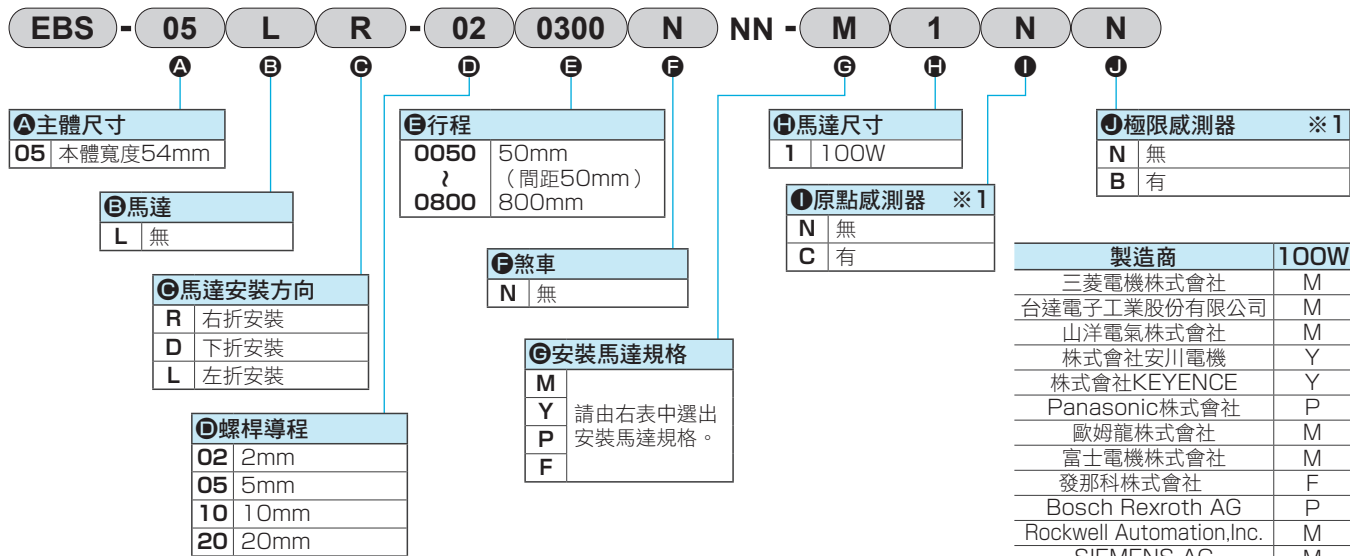 EBS - 05 L R - 02 0300 N NN - M 1 N N
A B C D E F G H I J
A主體尺寸
05 本體寬度54mm
B馬達
L 無
C馬達安裝方向
R 右折安裝
D 下折安裝
L 左折安裝
D螺桿導程
02 2mm
05 5mm
10 10mm
20 20mm
E行程
0050 50mm
~ （間距50mm）
0800 800mm
F煞車
N 無
G安裝馬達規格
M
Y
P
F
請由右表中選出
安裝馬達規格。
H馬達尺寸
1 100W
I原點感測器 ※1
N 無
C 有
J極限感測器 ※1
N 無
B 有
製造商 100W
三菱電機株式會社 M
台達電子工業股份有限公司 M
山洋電氣株式會社 M
株式會社安川電機 Y
株式會社KEYENCE Y
Panasonic株式會社 P
歐姆龍株式會社 M
富士電機株式會社 M
發那科株式會社 F
Bosch Rexroth AG P
Rockwell Automation,Inc. M
SIEMENS AG M